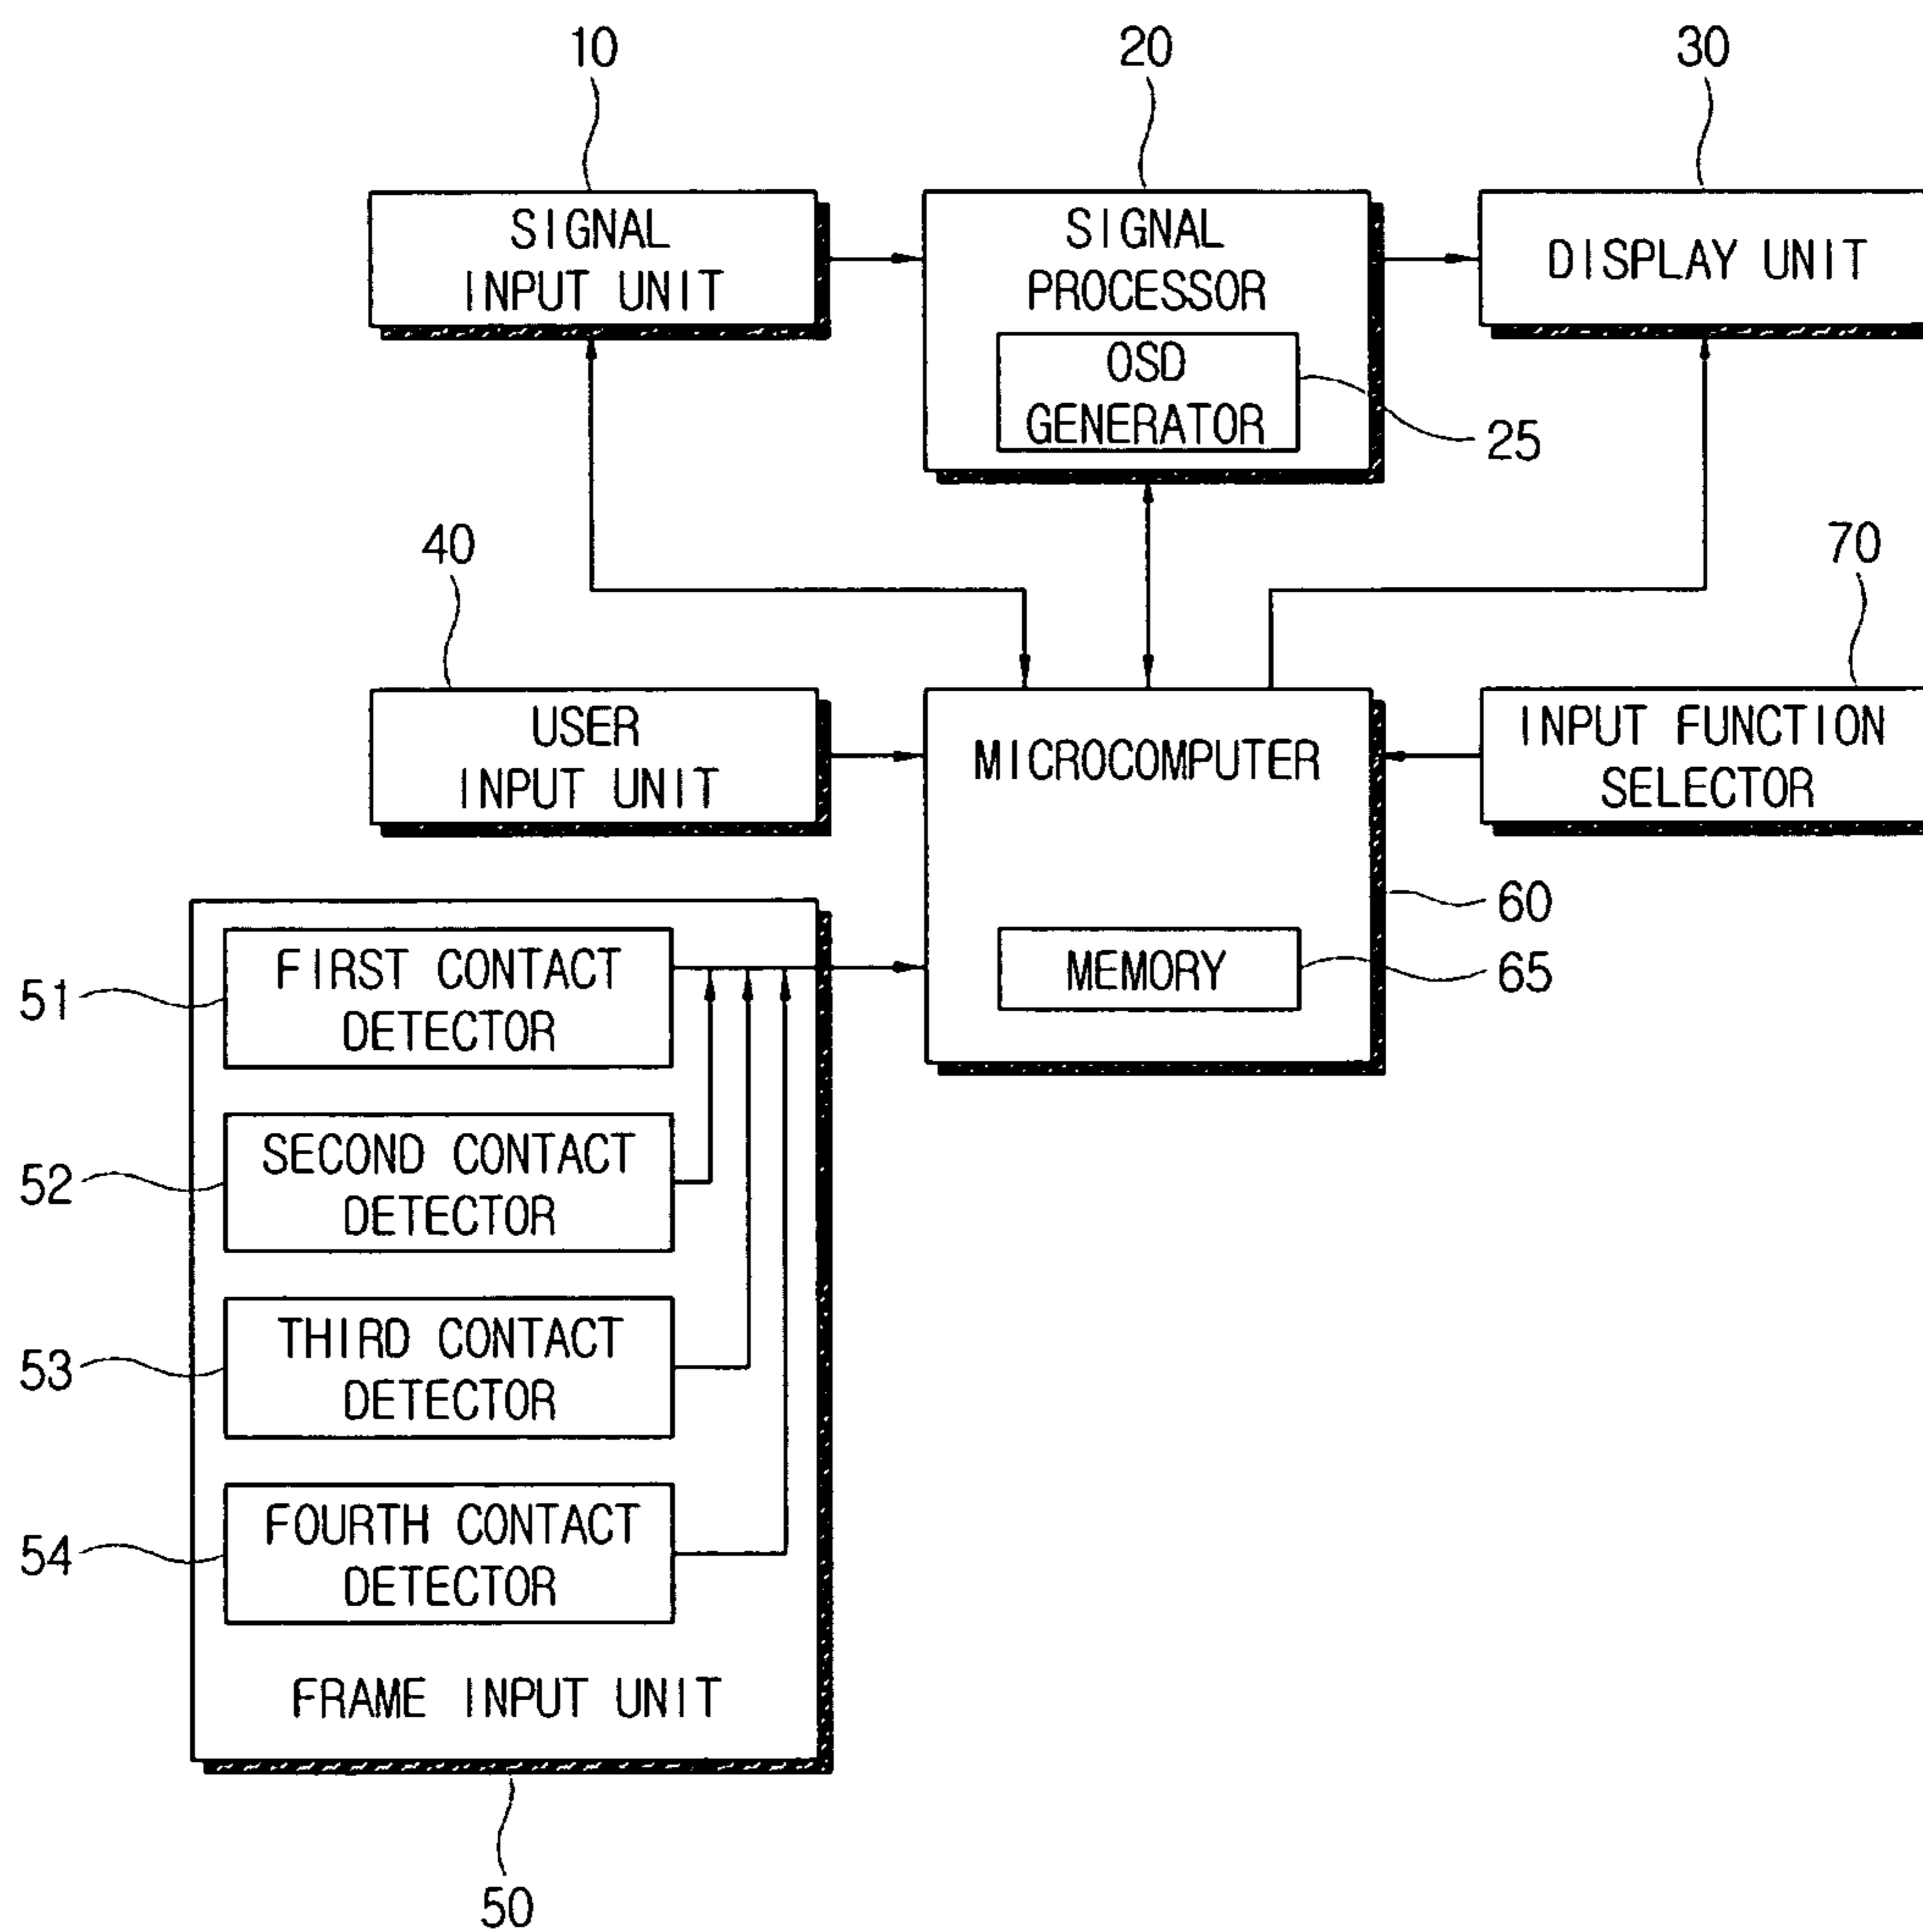 10
20
30
SIGNAL
INPUT UNIT
SIGNAL
PROCESSOR
DISPLAY UNIT
OSD
GENERATOR
25
40
70
USER
INPUT UNIT
MICROCOMPUTER
INPUT FUNCTION
SELECTOR
60
MEMORY
65
FIRST CONTACT
DETECTOR
51
SECOND CONTACT
DETECTOR
52
THIRD CONTACT
DETECTOR
53
FOURTH CONTACT
DETECTOR
54
FRAME INPUT UNIT
50